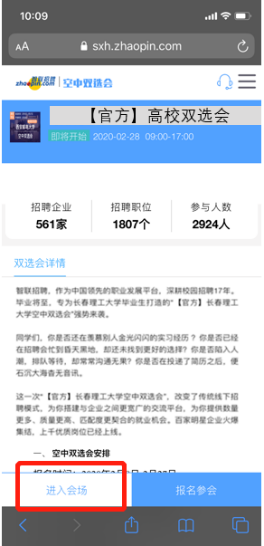 10:09
AA sxh.zhaopin.com
智联招聘 zhaopin.com 空中双选会
【官方】高校双选会
即将开始 2020-02-28 09:00-17:00
招聘企业 招聘职位 参与人数
561家 1807个 2924人
双选会详情
智联招聘，作为中国领先的职业发展平台，深耕校园招聘17年。
毕业将至，专为长春理工大学毕业生打造的“【官方】长春理工
大学空中双选会”强势来袭。
同学们，你是否还在羡慕别人金光闪闪的实习经历？你是否已经
在招聘会忙到昏天黑地，却还未找到更好的选择？你是否陷入人
潮，排队等待，却常常沟通无果？你是否在投递了简历之后，便
石沉大海杳无音讯。
这一次“【官方】长春理工大学空中双选会”，改变了传统线下招
聘模式，为你搭建与企业之间更宽广的交流平台，为你提供数量
更多、质量更高、匹配度更契合的就业机会。百家明星企业火爆
集结，上千优质岗位已经上线。
一、 空中双选会安排
进入会场 报名参会